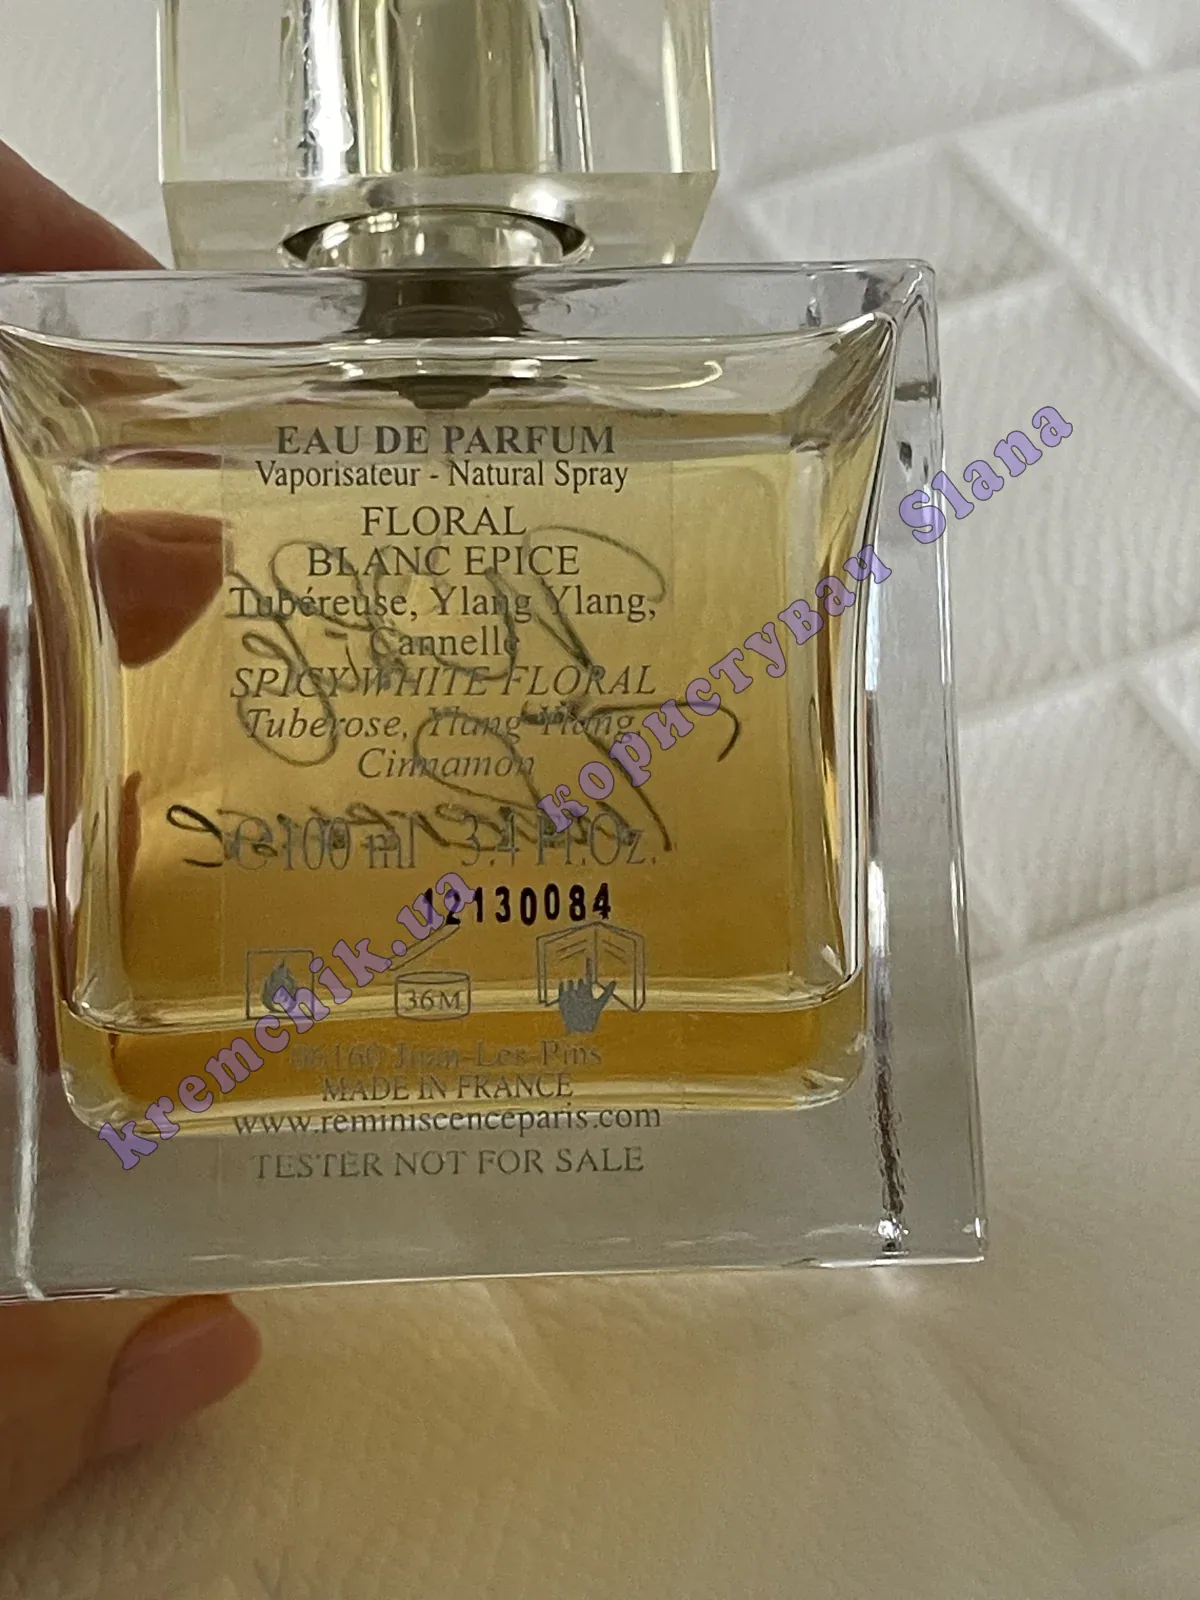 EAU DE PARFUM
Vaporisateur - Natural Spray
FLORAL
BLANC EPICE
Tubéreuse, Ylang Ylang,
Cannelle
SPICY WHITE FLORAL
Tuberose, Ylang Ylang,
Cinnamon
100 ml 3.4 Fl.Oz.
12130084
36M
06160 Juan-Les-Pins
MADE IN FRANCE
www.reminiscenceparis.com
TESTER NOT FOR SALE
kremchik.ua користувач Slana